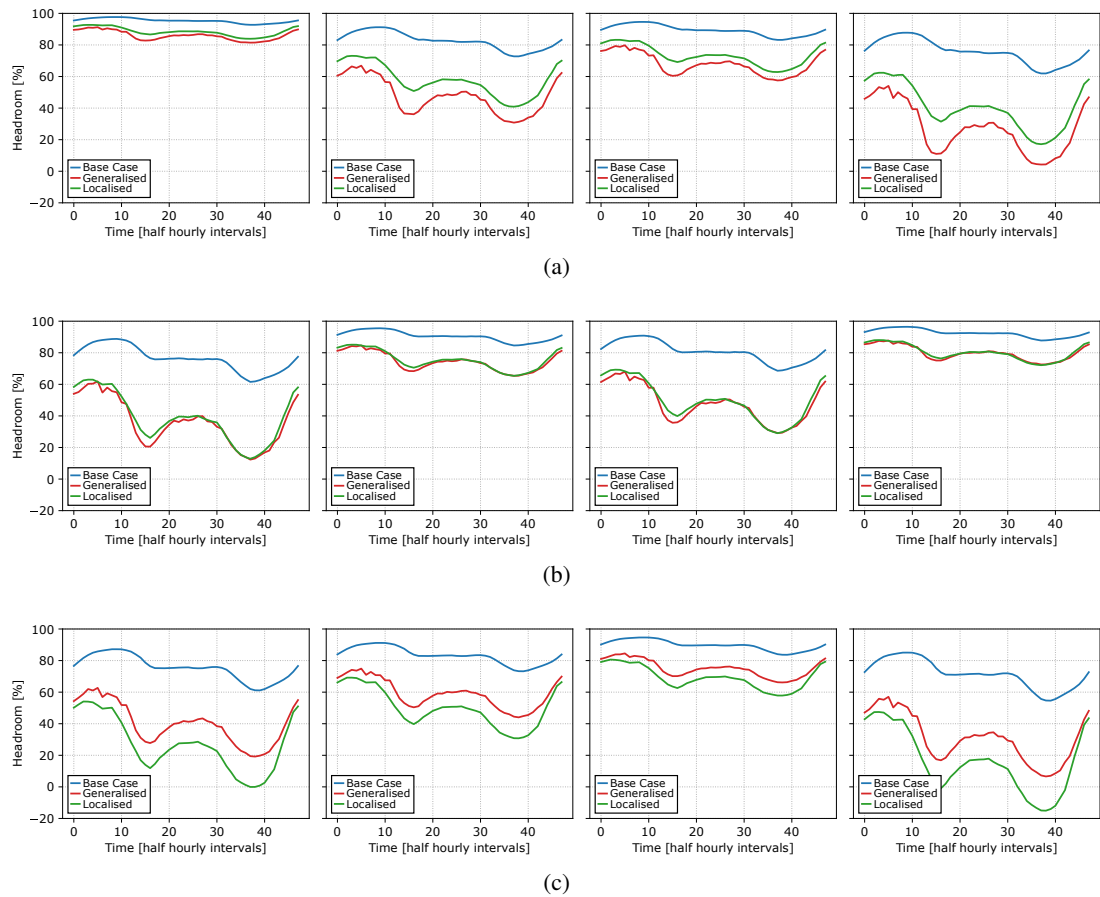 Headroom [%]
100
80
60
40
20
0
−20
Base Case
Generalised
Localised
Base Case
Generalised
Localised
Base Case
Generalised
Localised
Base Case
Generalised
Localised
0 10 20 30 40 0 10 20 30 40 0 10 20 30 40 0 10 20 30 40
Time [half hourly intervals] Time [half hourly intervals] Time [half hourly intervals] Time [half hourly intervals]
(a)
Headroom [%]
100
80
60
40
20
0
−20
Base Case
Generalised
Localised
Base Case
Generalised
Localised
Base Case
Generalised
Localised
Base Case
Generalised
Localised
0 10 20 30 40 0 10 20 30 40 0 10 20 30 40 0 10 20 30 40
Time [half hourly intervals] Time [half hourly intervals] Time [half hourly intervals] Time [half hourly intervals]
(b)
Headroom [%]
100
80
60
40
20
0
−20
Base Case
Generalised
Localised
Base Case
Generalised
Localised
Base Case
Generalised
Localised
Base Case
Generalised
Localised
0 10 20 30 40 0 10 20 30 40 0 10 20 30 40 0 10 20 30 40
Time [half hourly intervals] Time [half hourly intervals] Time [half hourly intervals] Time [half hourly intervals]
(c)